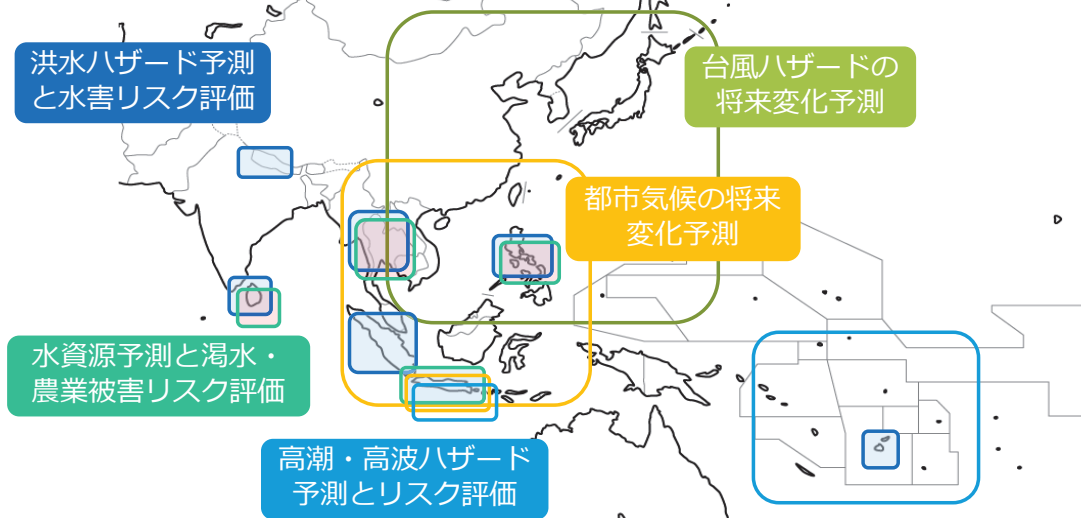 洪水ハザード予測
と水害リスク評価
台風ハザードの
将来変化予測
都市気候の将来
変化予測
水資源予測と渇水・
農業被害リスク評価
高潮・高波ハザード
予測とリスク評価